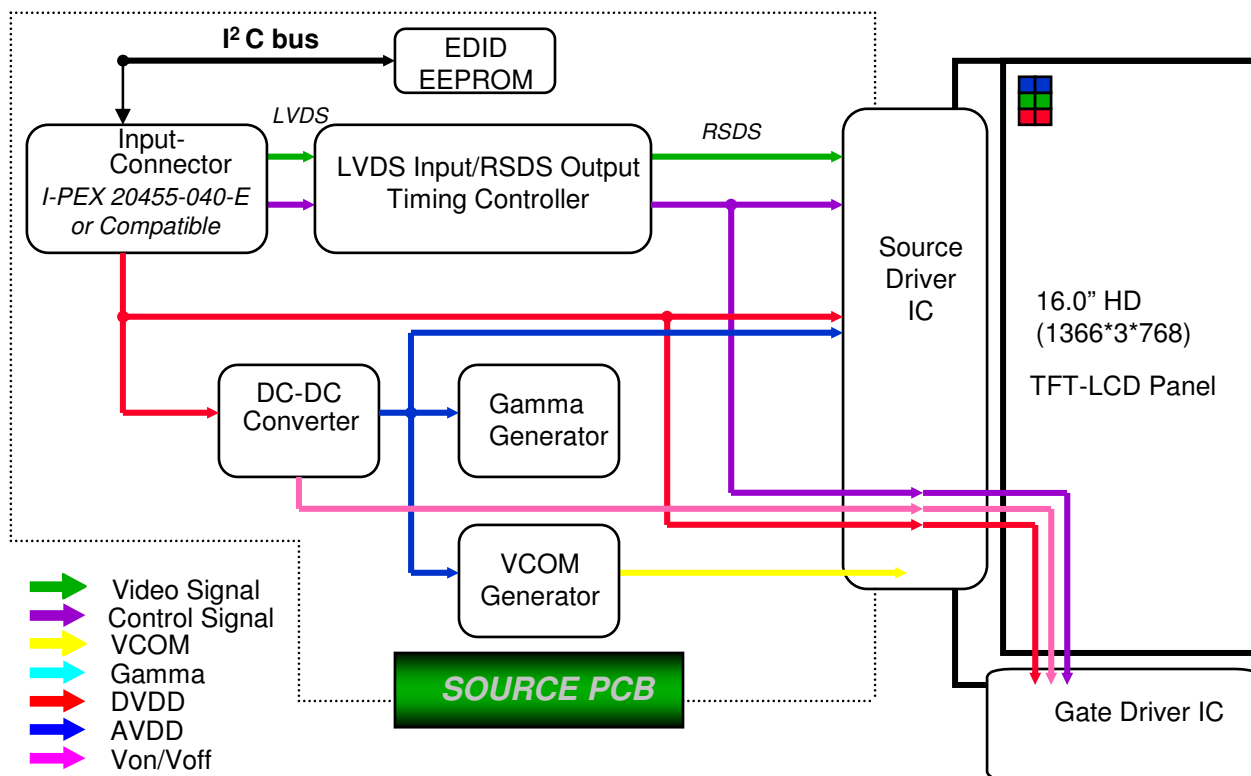 I² C bus
EDID
EEPROM
Input-
Connector
I-PEX 20455-040-E
or Compatible
LVDS
LVDS Input/RSDS Output
Timing Controller
RSDS
Source
Driver
IC
16.0” HD
(1366*3*768)
TFT-LCD Panel
DC-DC
Converter
Gamma
Generator
VCOM
Generator
Video Signal
Control Signal
VCOM
Gamma
DVDD
AVDD
Von/Voff
SOURCE PCB
Gate Driver IC